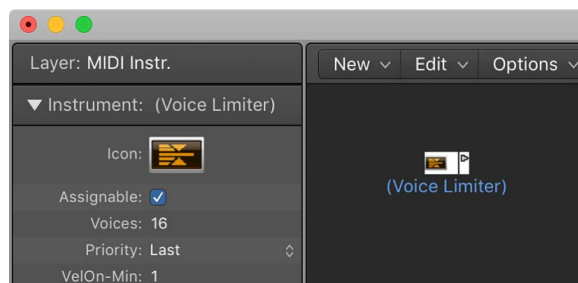 Layer: MIDI Instr.
New Edit Options
Instrument: (Voice Limiter)
Icon:
(Voice Limiter)
Assignable:
Voices: 16
Priority: Last
VelOn-Min: 1